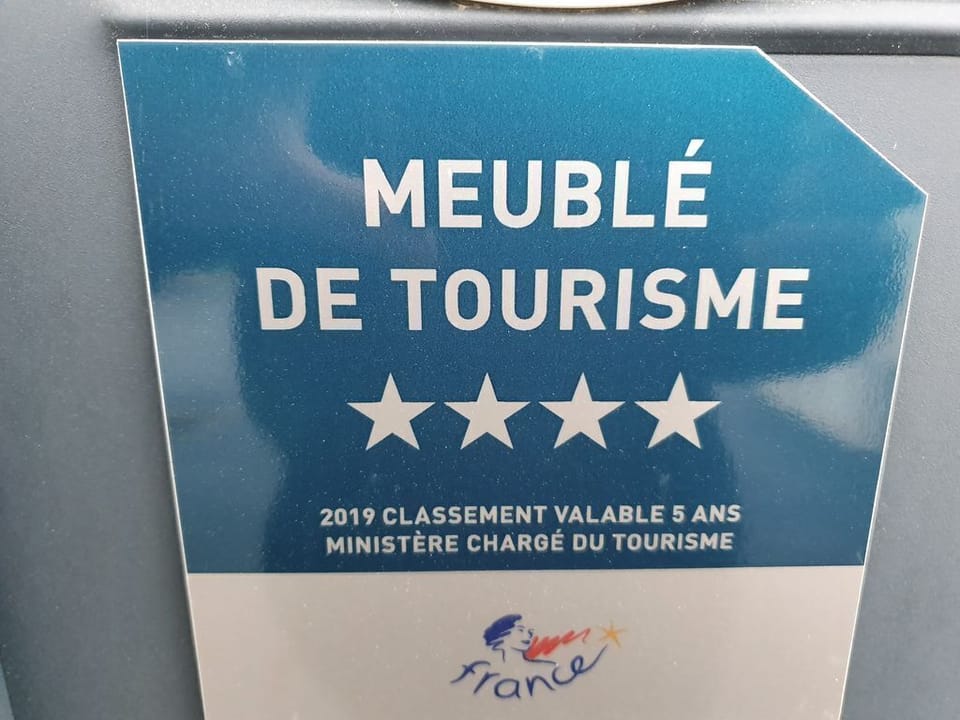 MEUBLÉ
DE TOURISME
★★★★
2019 CLASSEMENT VALABLE 5 ANS
MINISTÈRE CHARGÉ DU TOURISME
france